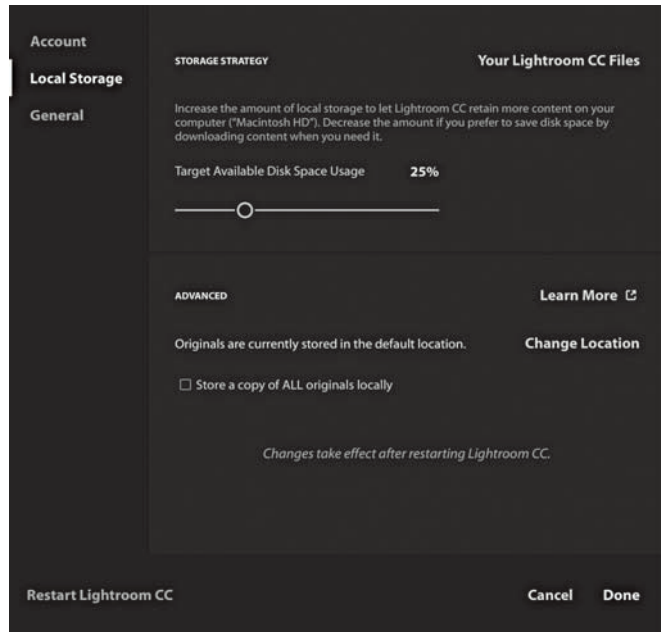 Account
Local Storage
General
STORAGE STRATEGY
Your Lightroom CC Files
Increase the amount of local storage to let Lightroom CC retain more content on your
computer ("Macintosh HD"). Decrease the amount if you prefer to save disk space by
downloading content when you need it.
Target Available Disk Space Usage 25%
ADVANCED
Learn More
Originals are currently stored in the default location.
Change Location
Store a copy of ALL originals locally
Changes take effect after restarting Lightroom CC.
Restart Lightroom CC
Cancel Done